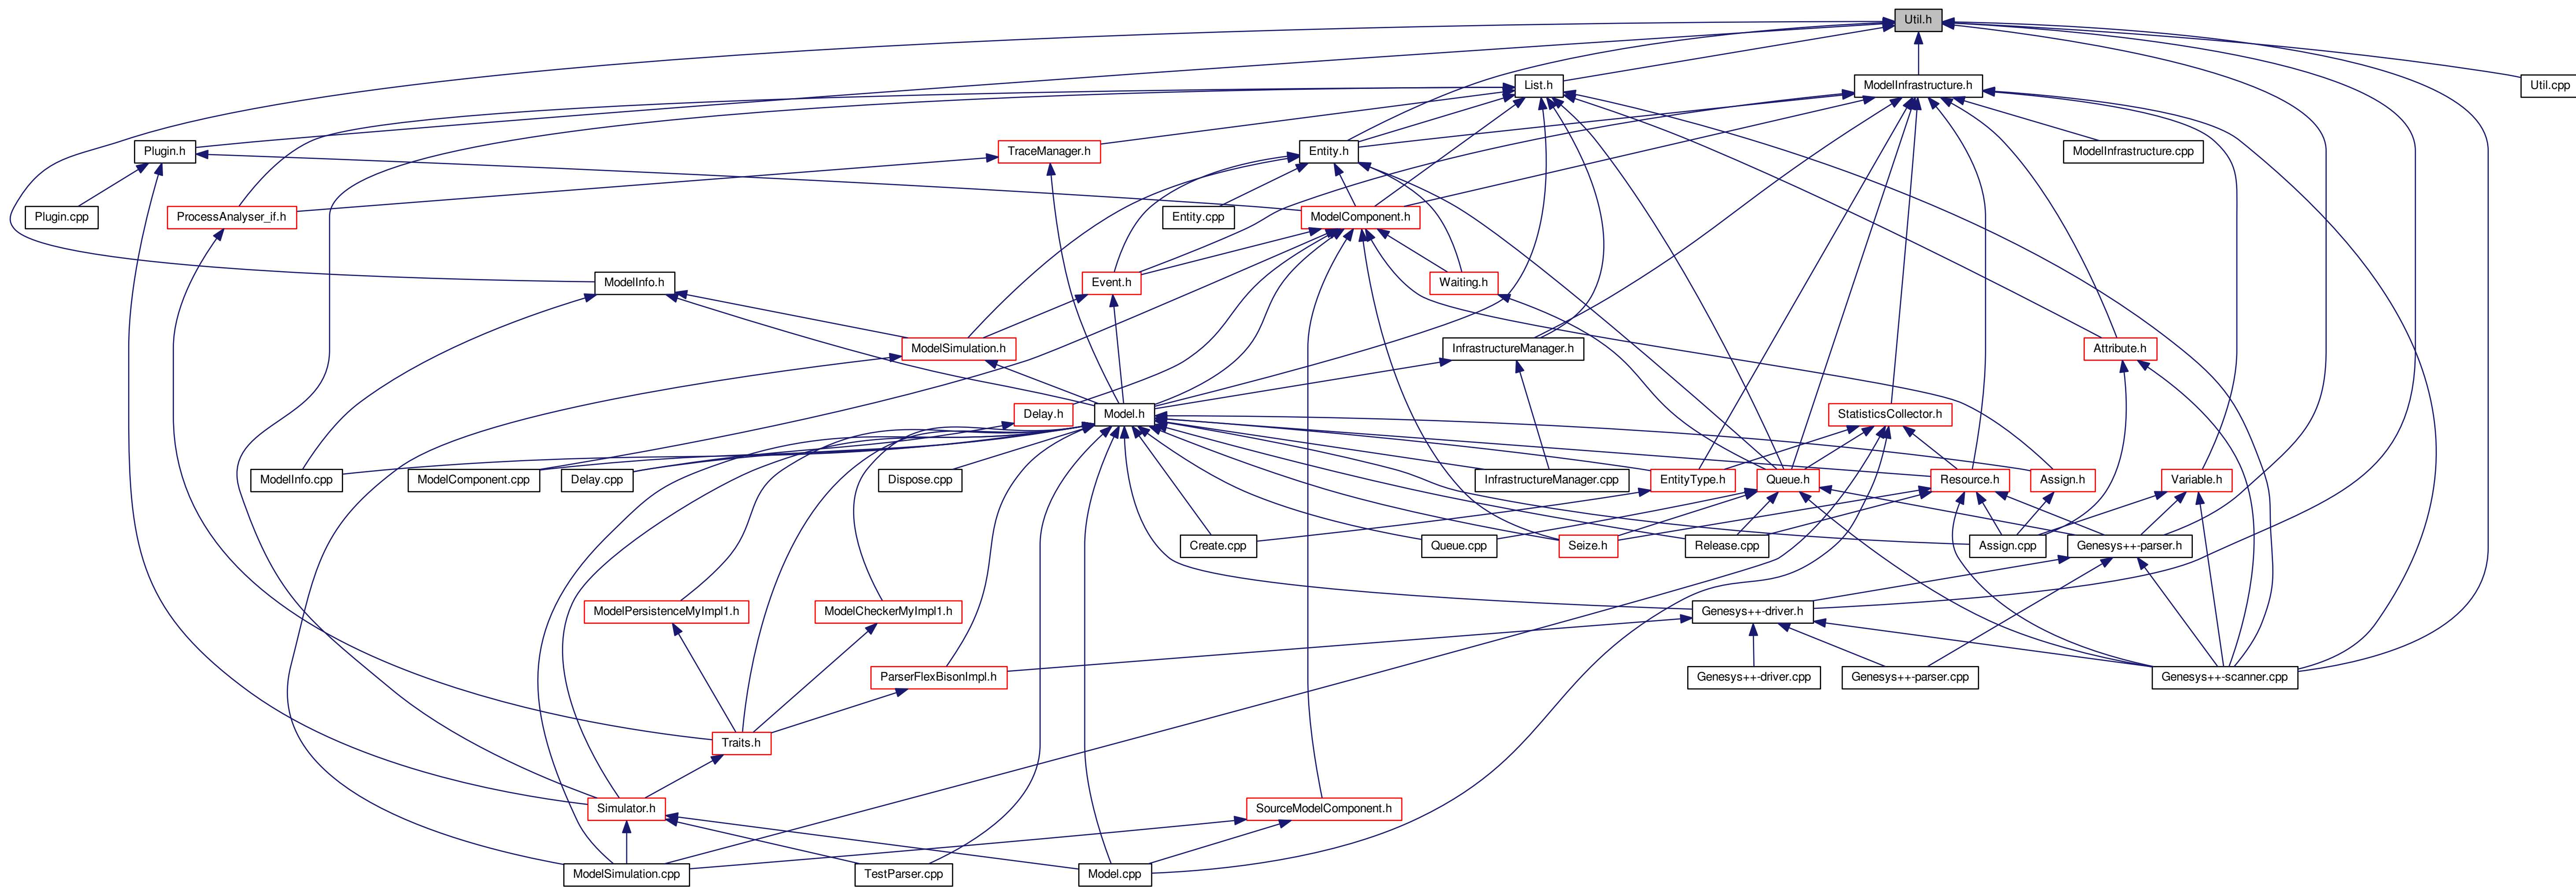 Util.h
List.h
ModelInfrastructure.h
Util.cpp
Plugin.h
TraceManager.h
Entity.h
ModelInfrastructure.cpp
Plugin.cpp
ProcessAnalyser_if.h
Entity.cpp
ModelComponent.h
ModelInfo.h
Event.h
Waiting.h
ModelSimulation.h
InfrastructureManager.h
Attribute.h
Delay.h
Model.h
StatisticsCollector.h
ModelInfo.cpp
ModelComponent.cpp
Delay.cpp
Dispose.cpp
InfrastructureManager.cpp
EntityType.h
Queue.h
Resource.h
Assign.h
Variable.h
Create.cpp
Queue.cpp
Seize.h
Release.cpp
Assign.cpp
Genesys++-parser.h
ModelPersistenceMyImpl1.h
ModelCheckerMyImpl1.h
Genesys++-driver.h
ParserFlexBisonImpl.h
Genesys++-driver.cpp
Genesys++-parser.cpp
Genesys++-scanner.cpp
Traits.h
Simulator.h
SourceModelComponent.h
ModelSimulation.cpp
TestParser.cpp
Model.cpp